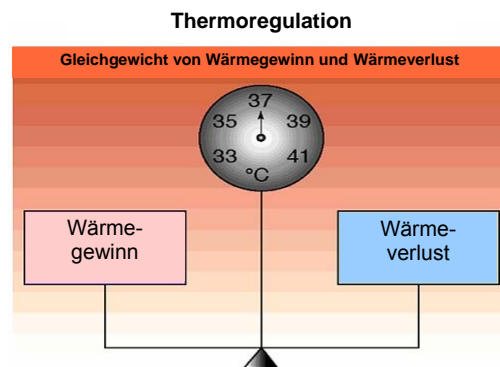 Thermoregulation
Gleichgewicht von Wärmegewinn und Wärmeverlust
37
35 39
33 41
°C
Wärme-
gewinn
Wärme-
verlust